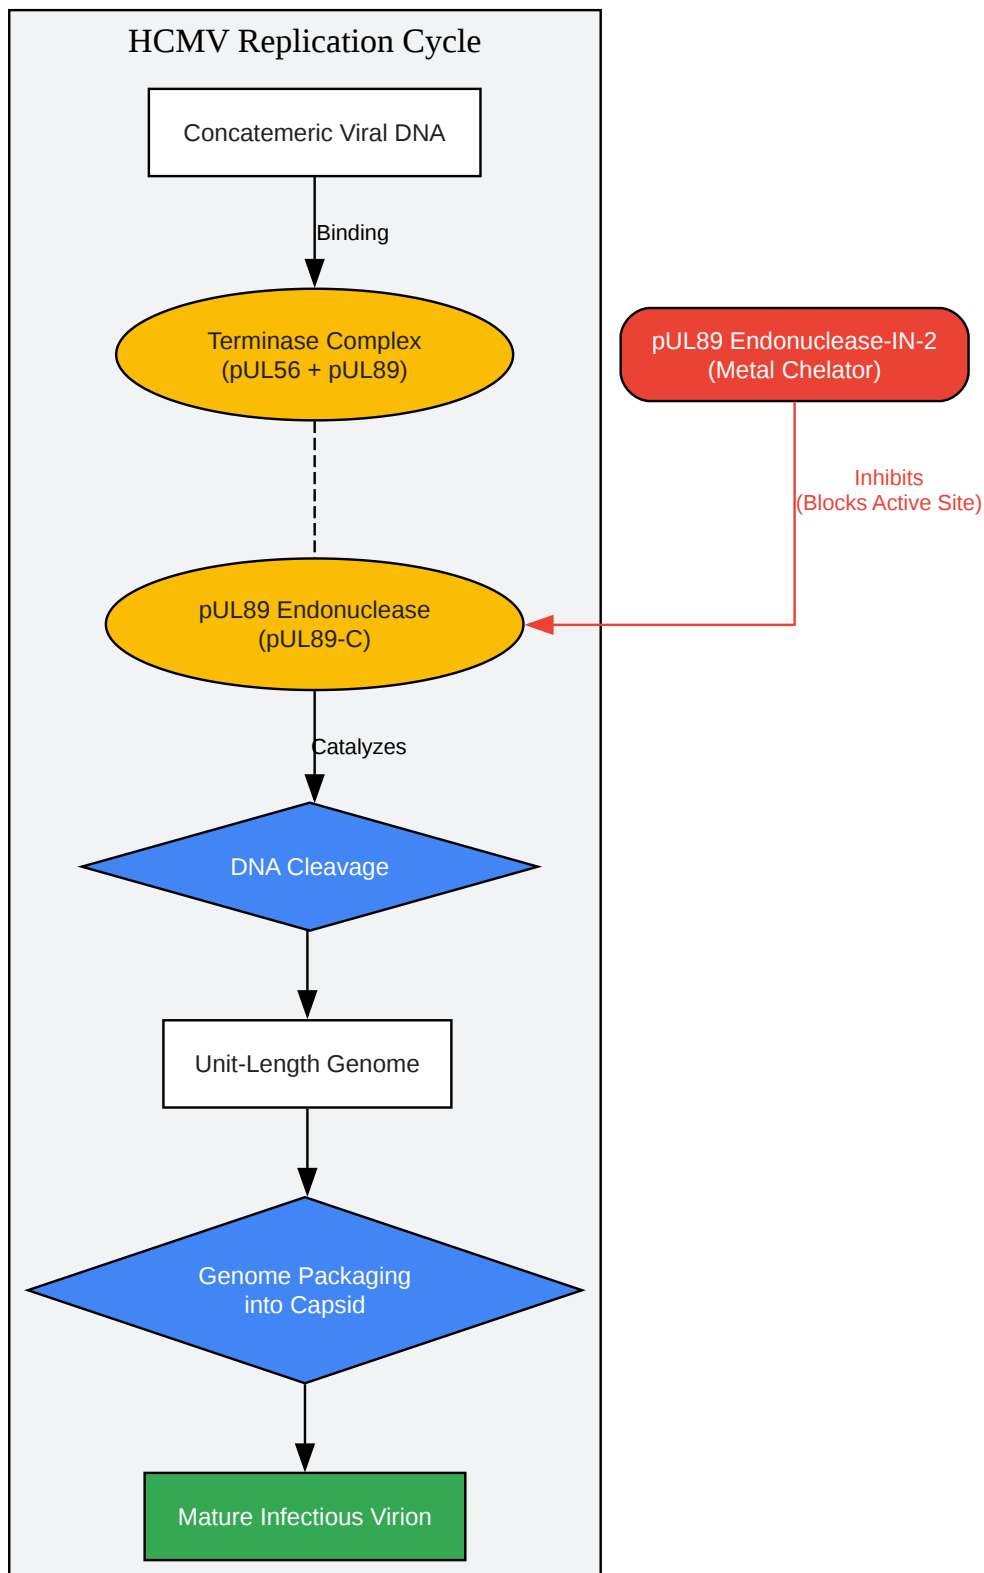 HCMV Replication Cycle
Concatemeric Viral DNA
Binding
Terminase Complex
(pUL56 + pUL89)
pUL89 Endonuclease-IN-2
(Metal Chelator)
Inhibits
(Blocks Active Site)
pUL89 Endonuclease
(pUL89-C)
Catalyzes
DNA Cleavage
Unit-Length Genome
Genome Packaging
into Capsid
Mature Infectious Virion